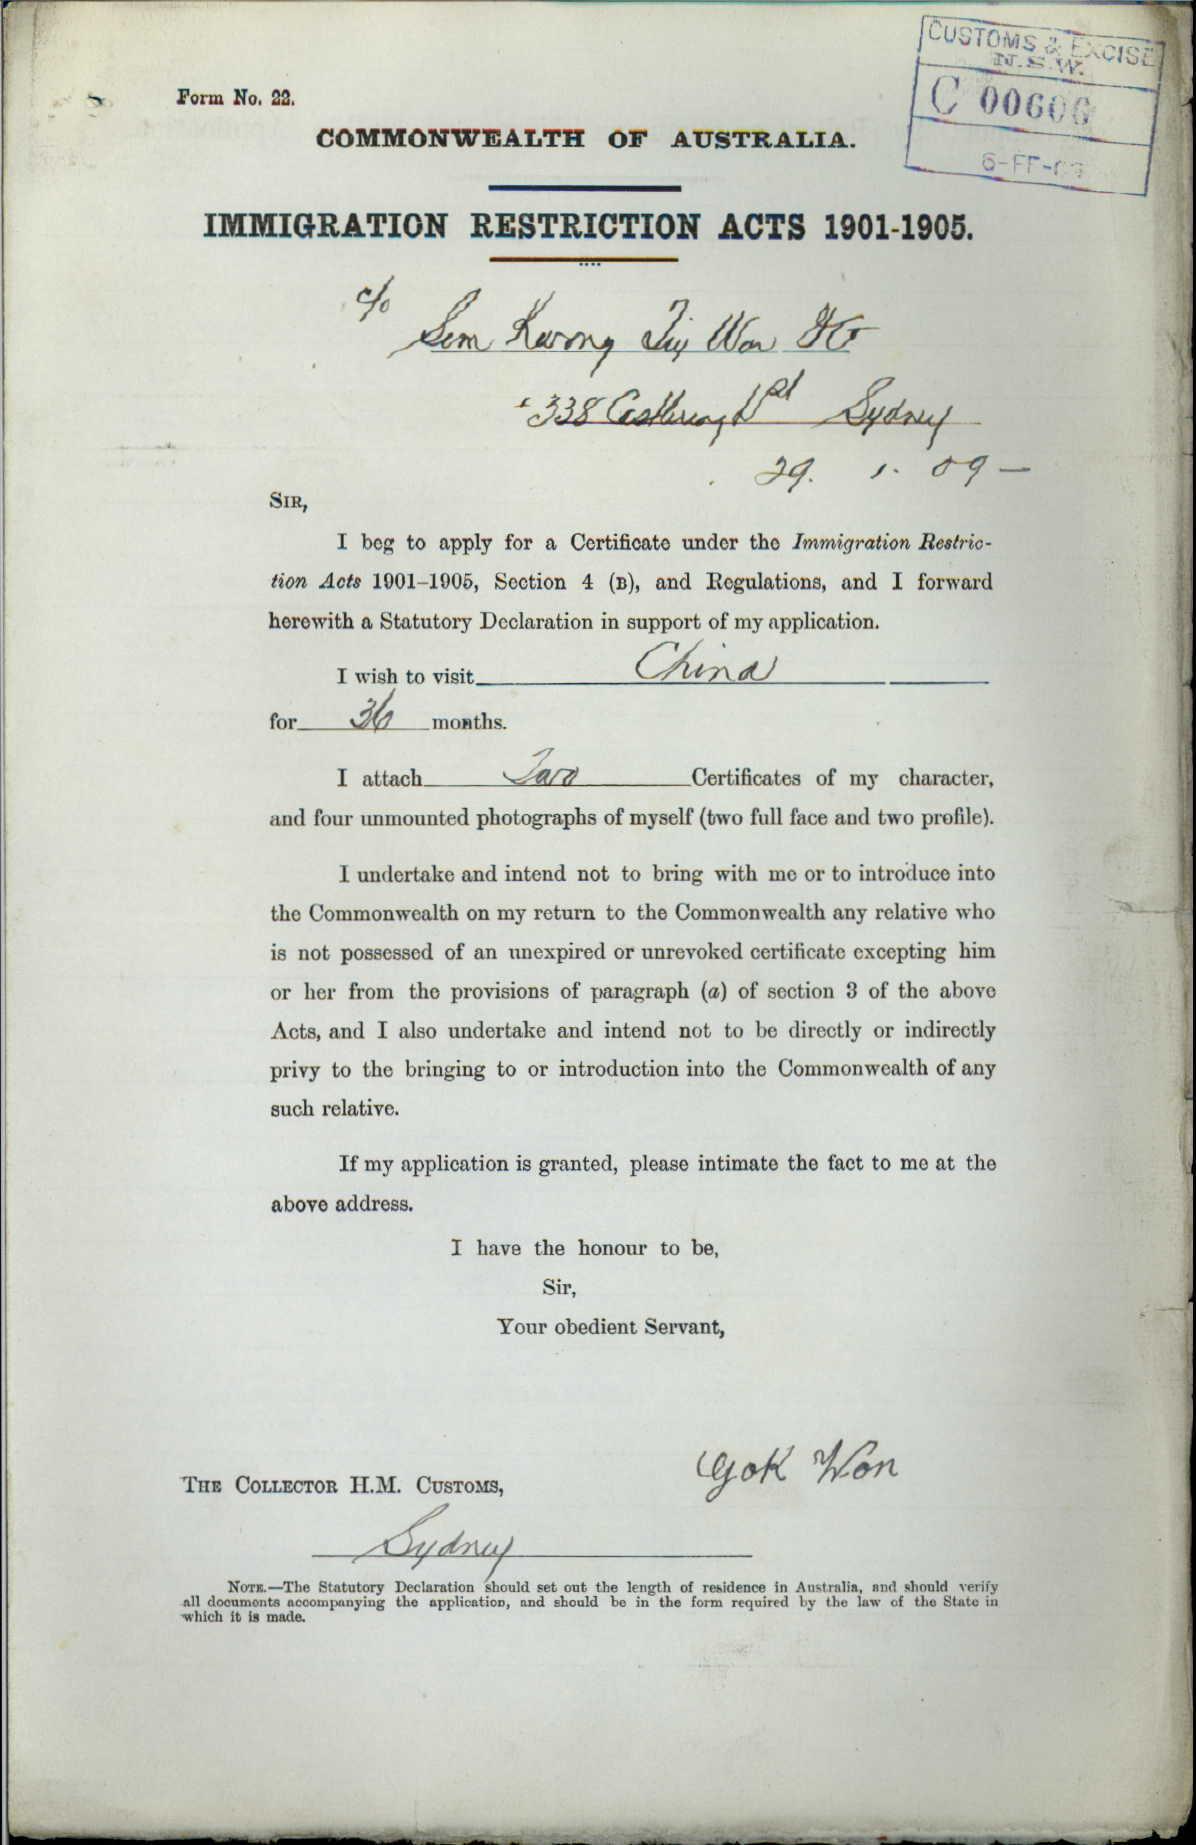 CUSTOMS & EXCISE
N.S.W.
C 00606
Form No. 22.
COMMONWEALTH OF AUSTRALIA.
IMMIGRATION RESTRICTION ACTS 1901-1905.
c/o
Kwong War
338 St Sydney
29. 1. 09
SIR,
I beg to apply for a Certificate under the Immigration Restric-
tion Acts 1901-1905, Section 4 (B), and Regulations, and I forward
herewith a Statutory Declaration in support of my application.
I wish to visit China
for 36 months.
I attach Two Certificates of my character,
and four unmounted photographs of myself (two full face and two profile).
I undertake and intend not to bring with me or to introduce into
the Commonwealth on my return to the Commonwealth any relative who
is not possessed of an unexpired or unrevoked certificate excepting him
or her from the provisions of paragraph (a) of section 3 of the above
Acts, and I also undertake and intend not to be directly or indirectly
privy to the bringing to or introduction into the Commonwealth of any
such relative.
If my application is granted, please intimate the fact to me at the
above address.
I have the honour to be,
Sir,
Your obedient Servant,
Gok Won
THE COLLECTOR H.M. CUSTOMS,
Sydney
NOTE.—The Statutory Declaration should set out the length of residence in Australia, and should verify
all documents accompanying the application, and should be in the form required by the law of the State in
which it is made.